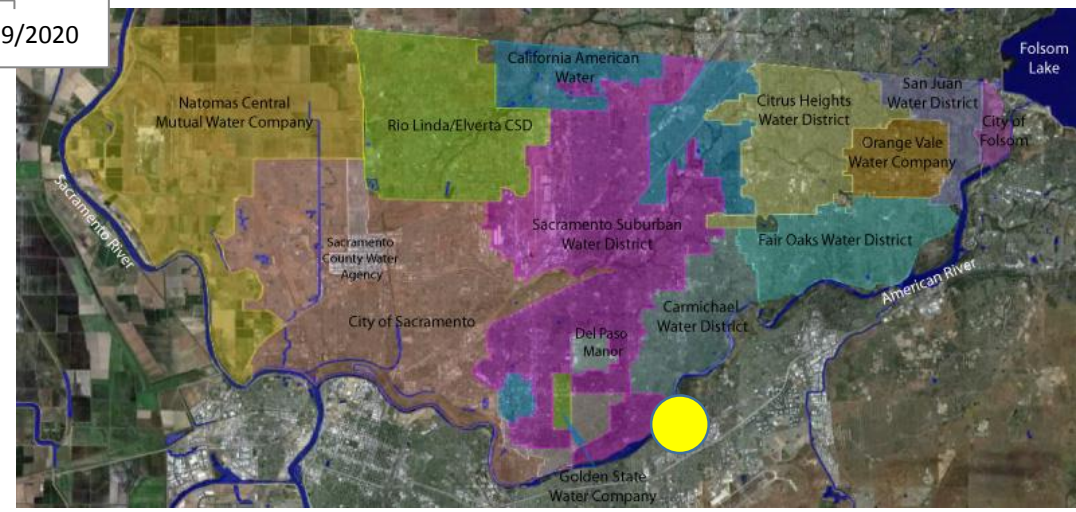 9/2020
Folsom
Lake
California American
Water
San Juan
Water District
Natomas Central
Mutual Water Company
Citrus Heights
Water District
City of
Folsom
Rio Linda/Elverta CSD
Orange Vale
Water Company
Sacramento River
Sacramento Suburban
Water District
Fair Oaks Water District
Sacramento
County Water
Agency
American River
Carmichael
Water District
City of Sacramento
Del Paso
Manor
Golden State
Water Company